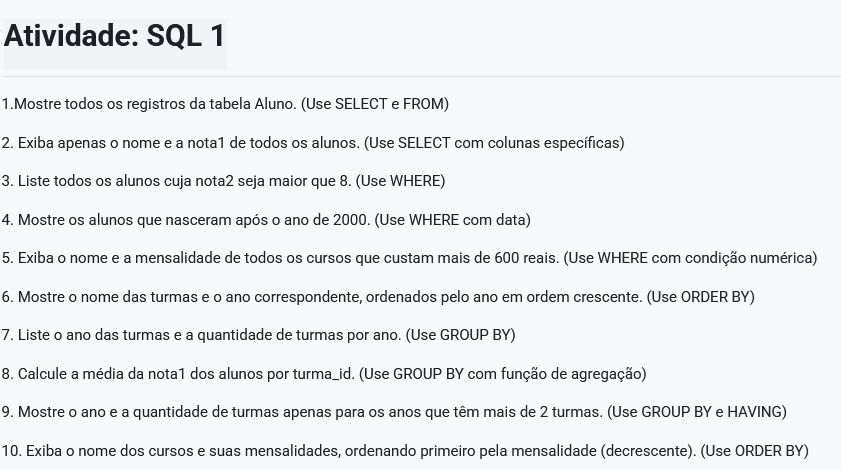 Atividade: SQL 1
1.Mostre todos os registros da tabela Aluno. (Use SELECT e FROM)
2. Exiba apenas o nome e a nota1 de todos os alunos. (Use SELECT com colunas específicas)
3. Liste todos os alunos cuja nota2 seja maior que 8. (Use WHERE)
4. Mostre os alunos que nasceram após o ano de 2000. (Use WHERE com data)
5. Exiba o nome e a mensalidade de todos os cursos que custam mais de 600 reais. (Use WHERE com condição numérica)
6. Mostre o nome das turmas e o ano correspondente, ordenados pelo ano em ordem crescente. (Use ORDER BY)
7. Liste o ano das turmas e a quantidade de turmas por ano. (Use GROUP BY)
8. Calcule a média da nota1 dos alunos por turma_id. (Use GROUP BY com função de agregação)
9. Mostre o ano e a quantidade de turmas apenas para os anos que têm mais de 2 turmas. (Use GROUP BY e HAVING)
10. Exiba o nome dos cursos e suas mensalidades, ordenando primeiro pela mensalidade (decrescente). (Use ORDER BY)